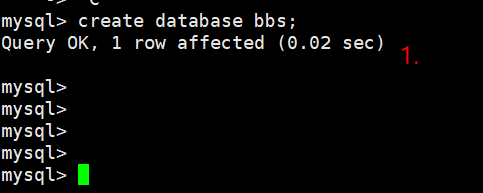 mysql> create database bbs;
Query OK, 1 row affected (0.02 sec)
1.
mysql>
mysql>
mysql>
mysql>
mysql>